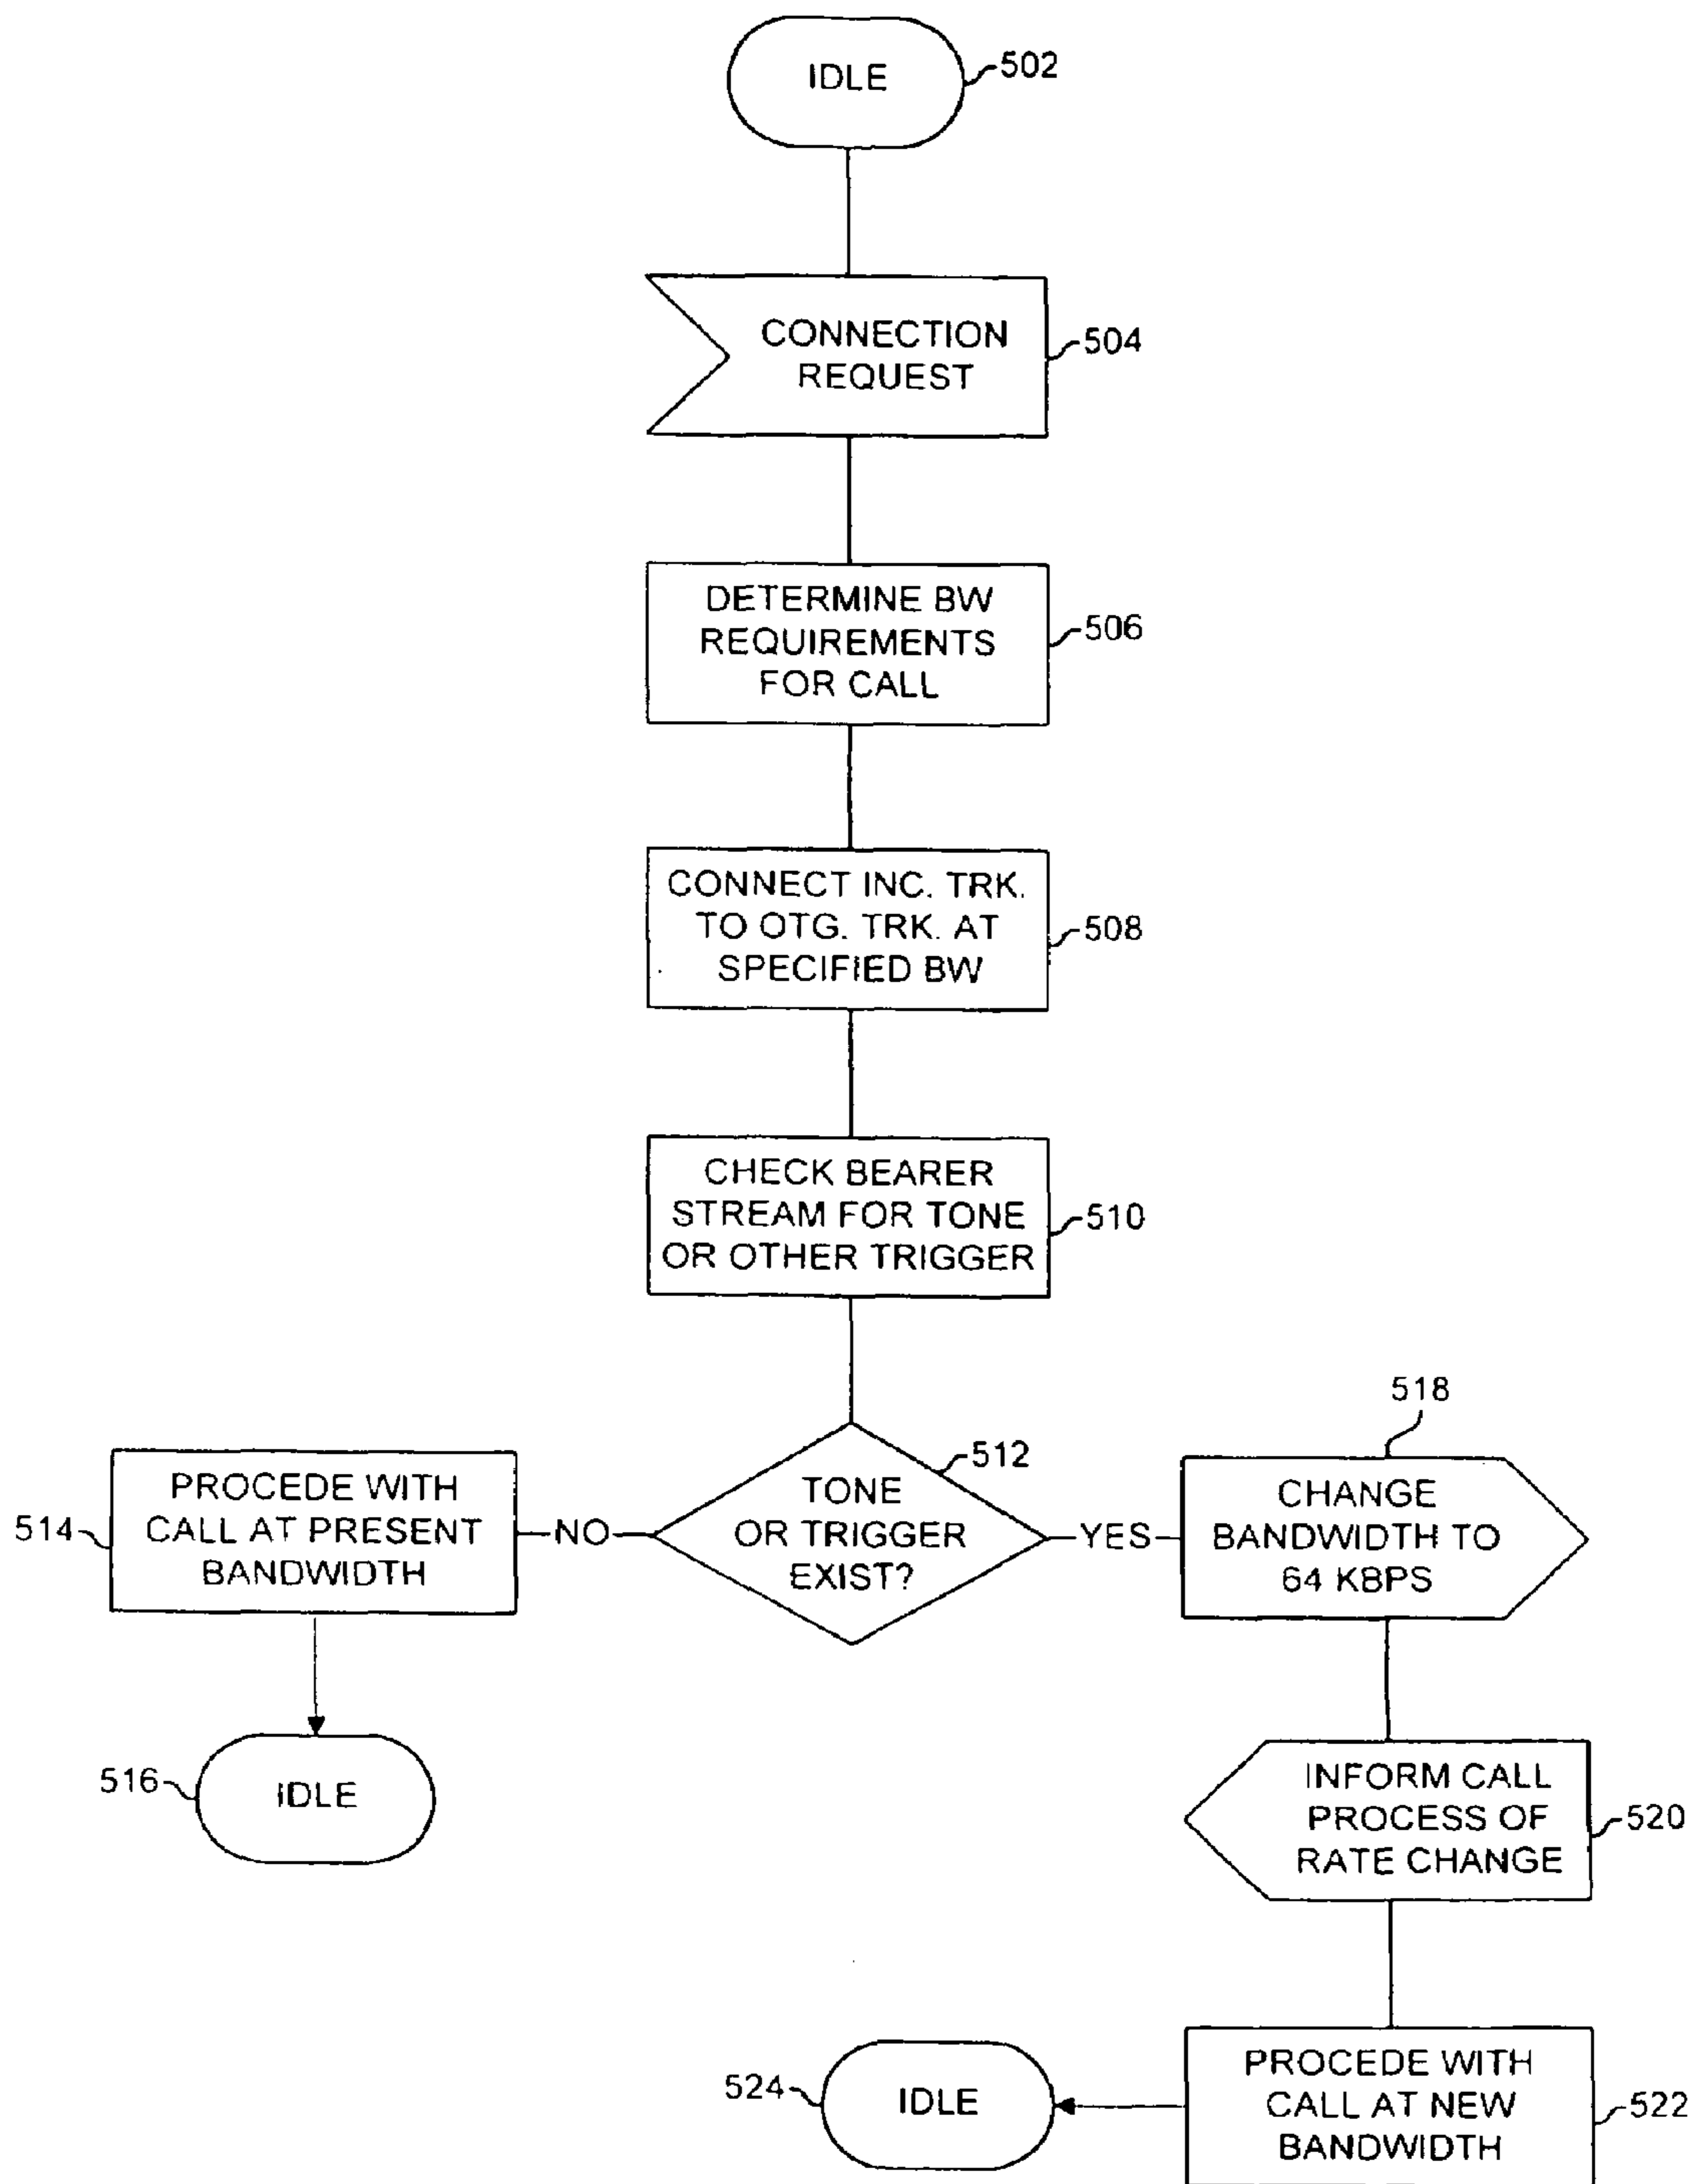 IDLE
502
CONNECTION
REQUEST
504
DETERMINE BW
REQUIREMENTS
FOR CALL
506
CONNECT INC. TRK.
TO OTG. TRK. AT
SPECIFIED BW
508
CHECK BEARER
STREAM FOR TONE
OR OTHER TRIGGER
510
TONE
OR TRIGGER
EXIST?
512
NO
YES
PROCEDE WITH
CALL AT PRESENT
BANDWIDTH
514
IDLE
516
518
CHANGE
BANDWIDTH TO
64 KBPS
INFORM CALL
PROCESS OF
RATE CHANGE
520
PROCEDE WITH
CALL AT NEW
BANDWIDTH
522
IDLE
524